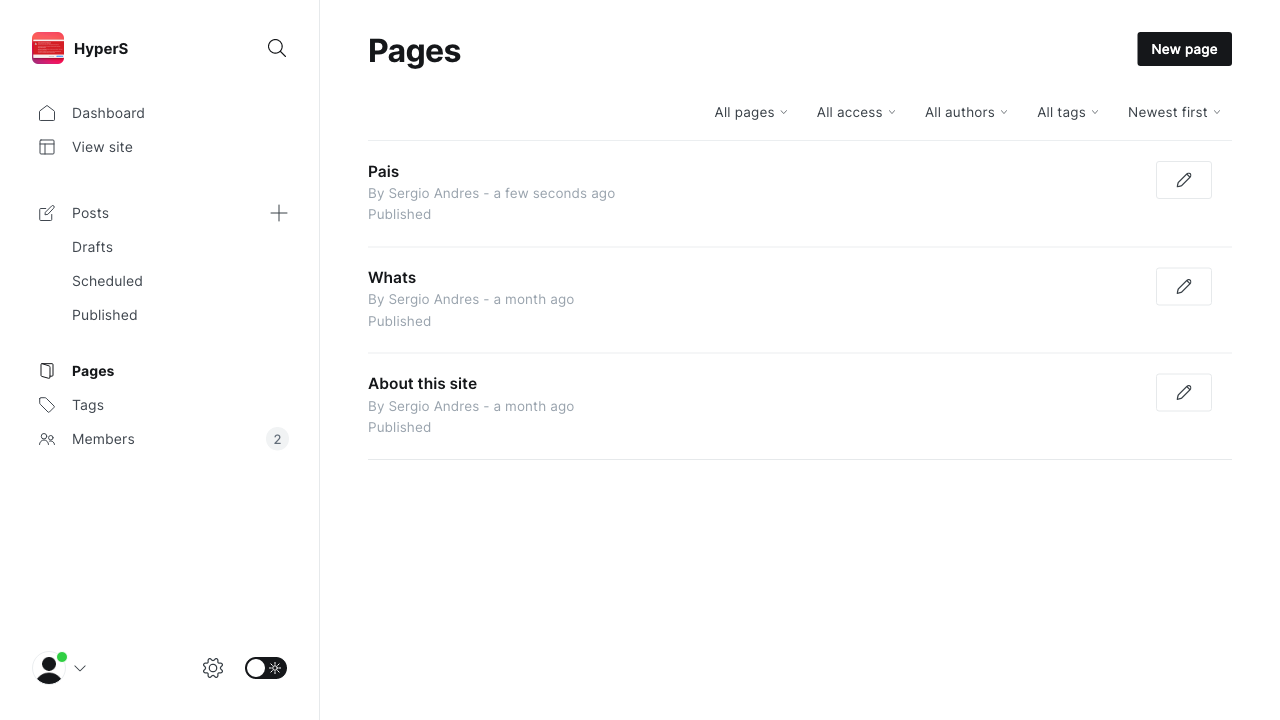 HyperS
Dashboard
View site
Posts
Drafts
Scheduled
Published
Pages
Tags
Members
2
Pages
New page
All pages
All access
All authors
All tags
Newest first
Pais
By Sergio Andres - a few seconds ago
Published
Whats
By Sergio Andres - a month ago
Published
About this site
By Sergio Andres - a month ago
Published